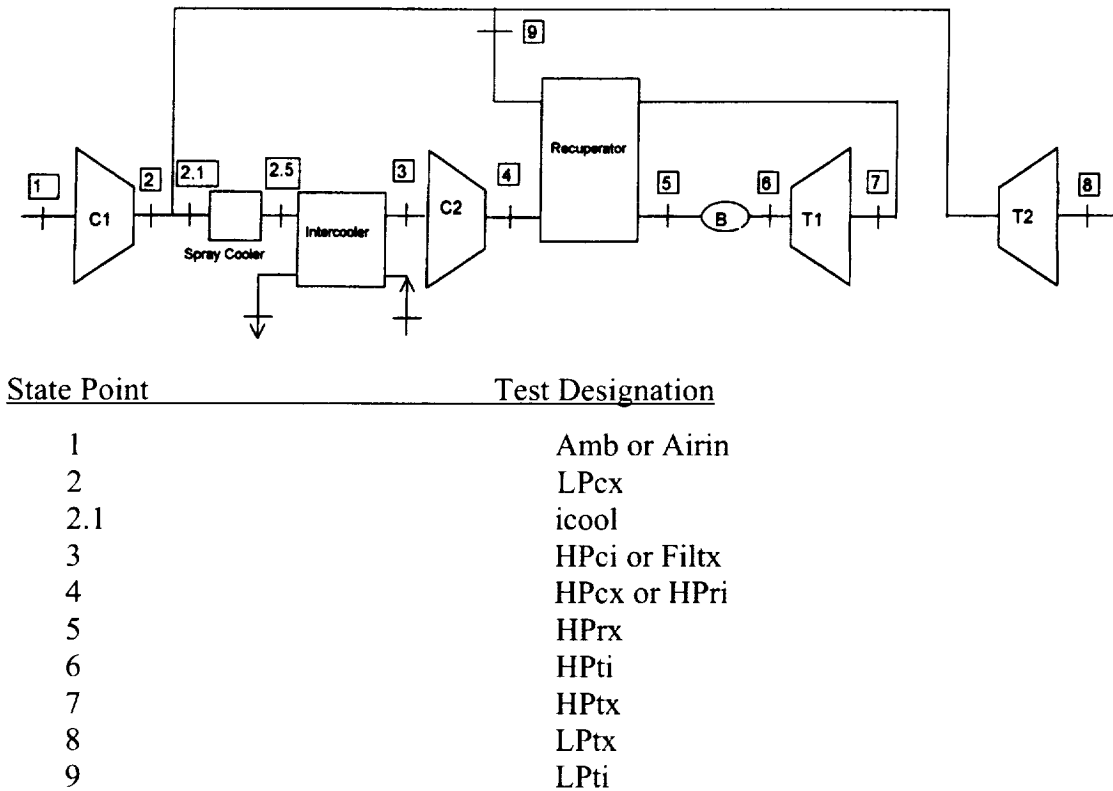 9
Recuperator
1
2
2.1
2.5
3
4
5
6
7
8
C1
Spray Cooler
Intercooler
C2
B
T1
T2
State Point Test Designation
1 Amb or Airin
2 LPcx
2.1 icool
3 HPci or Filtx
4 HPcx or HPri
5 HPrx
6 HPti
7 HPtx
8 LPtx
9 LPti